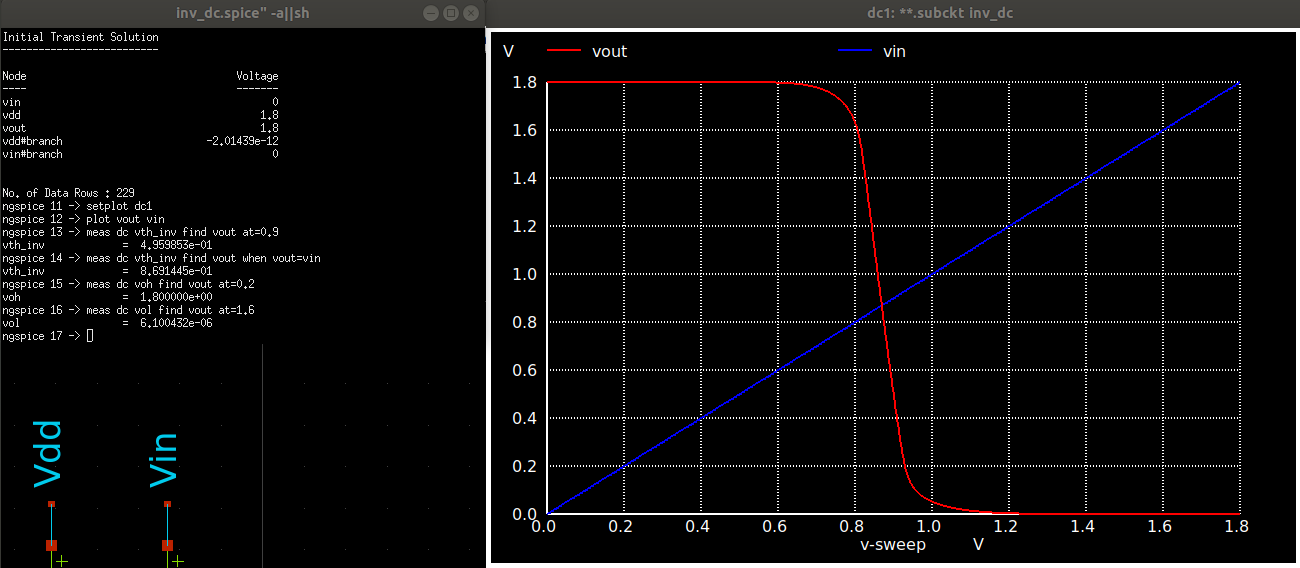 inv_dc.spice" -a||sh
Initial Transient Solution
--------------------------
Node Voltage
---- -------
vin 0
vdd 1.8
vout 1.8
vdd#branch -2.01439e-12
vin#branch 0
No. of Data Rows : 229
ngspice 11 -> setplot dc1
ngspice 12 -> plot vout vin
ngspice 13 -> meas dc vth_inv find vout at=0.9
vth_inv = 4.959853e-01
ngspice 14 -> meas dc vth_inv find vout when vout=vin
vth_inv = 8.691445e-01
ngspice 15 -> meas dc voh find vout at=0.2
voh = 1.800000e+00
ngspice 16 -> meas dc vol find vout at=1.6
vol = 6.100432e-06
ngspice 17 ->
Vdd
Vin
dc1: **.subckt inv_dc
V vout vin
1.8
1.6
1.4
1.2
1.0
0.8
0.6
0.4
0.2
0.0
0.0 0.2 0.4 0.6 0.8 1.0 1.2 1.4 1.6 1.8
v-sweep V